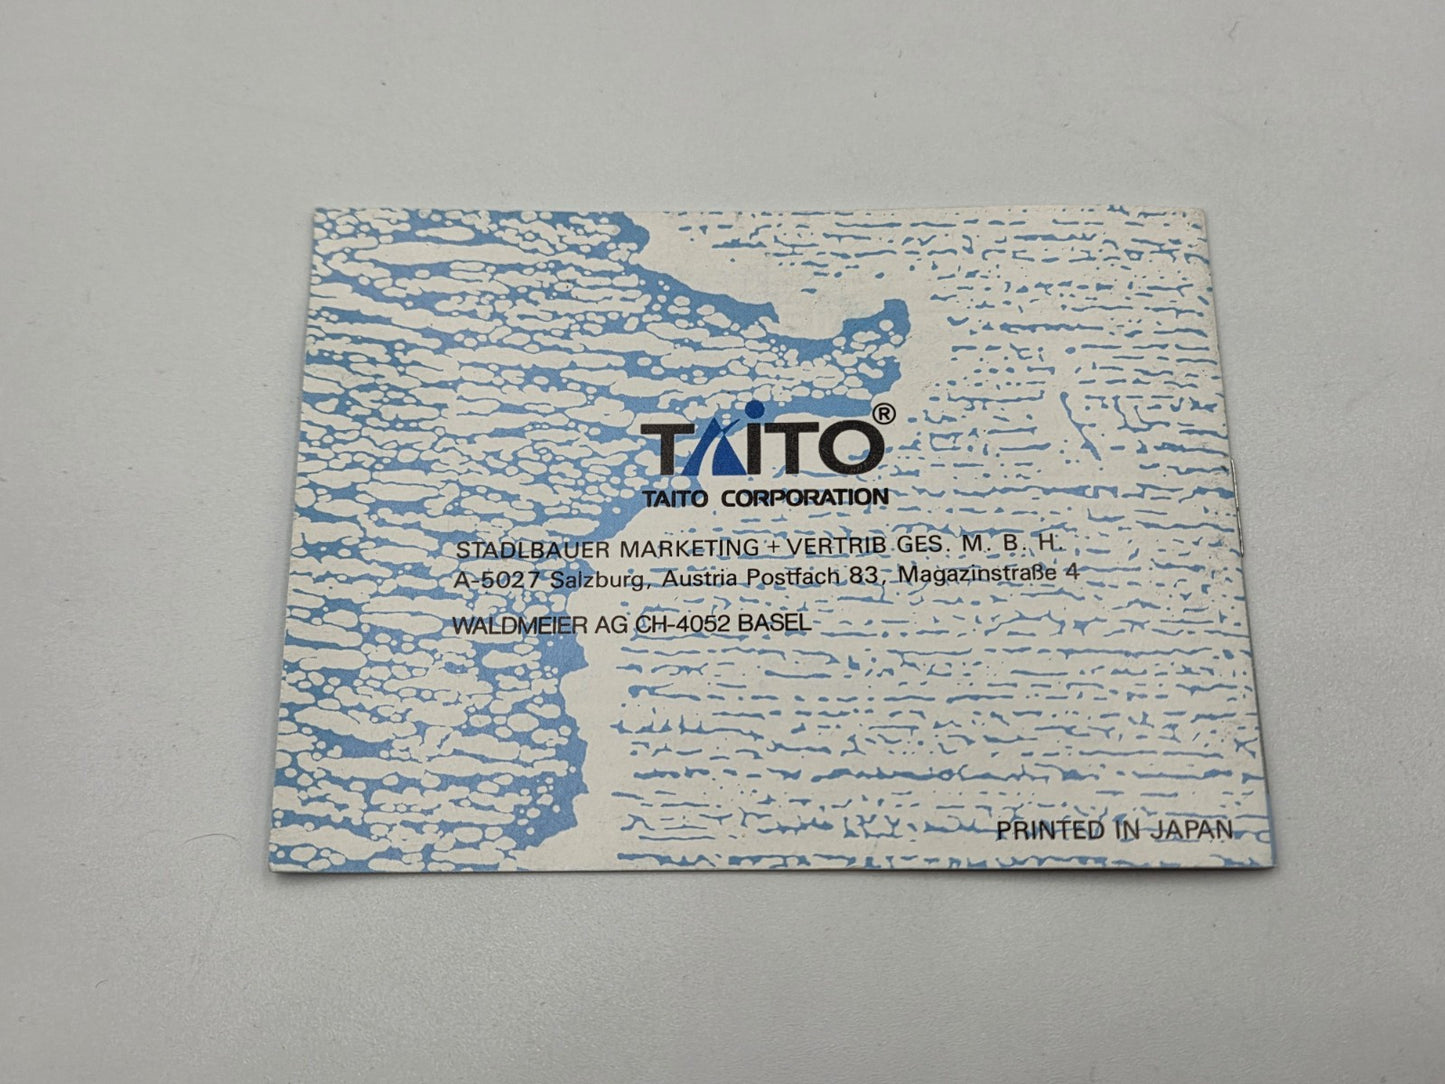 TAITO®
TAITO CORPORATION
STADLBAUER MARKETING + VERTRIB GES. M. B. H.
A-5027 Salzburg, Austria Postfach 83, Magazinstraße 4
WALDMEIER AG CH-4052 BASEL
PRINTED IN JAPAN